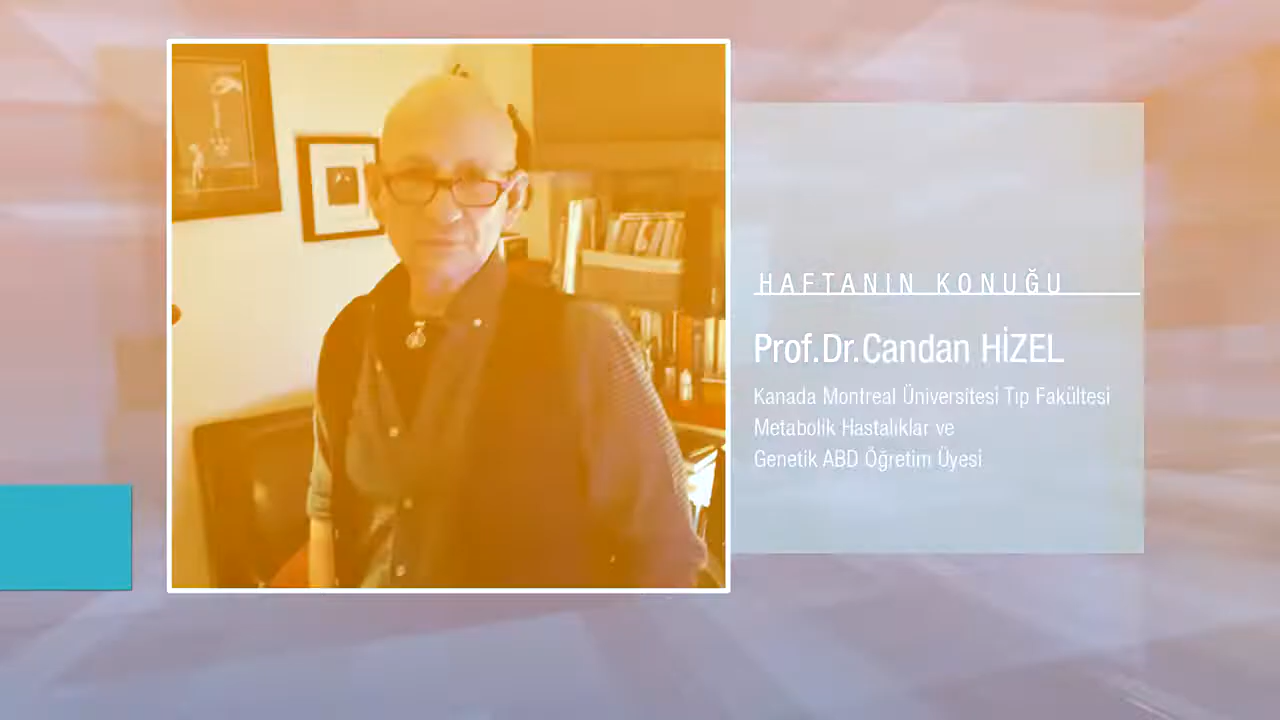 HAFTANIN KONUĞU
Prof.Dr.Candan HİZEL
Kanada Montreal Üniversitesi Tıp Fakültesi
Metabolik Hastalıklar ve
Genetik ABD Öğretim Üyesi